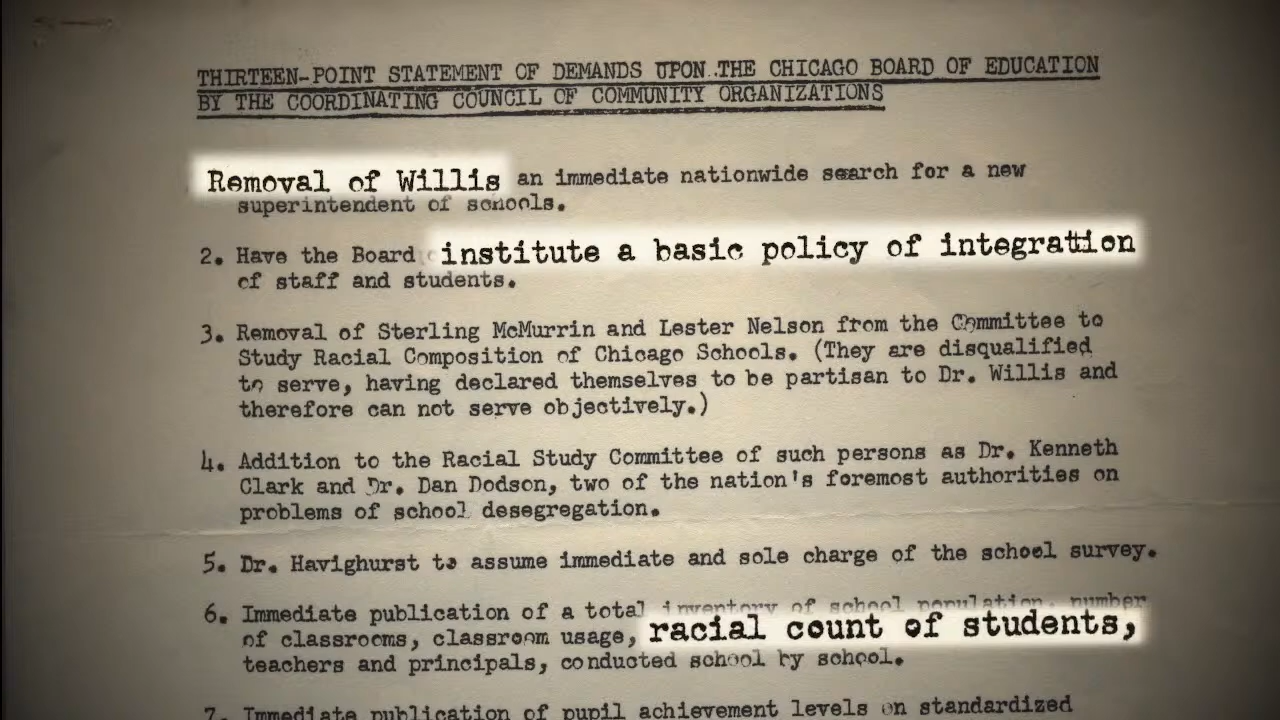 THIRTEEN-POINT STATEMENT OF DEMANDS UPON THE CHICAGO BOARD OF EDUCATION
BY THE COORDINATING COUNCIL OF COMMUNITY ORGANIZATIONS
Removal of Willis an immediate nationwide search for a new
superintendent of schools.
2. Have the Board institute a basic policy of integration
of staff and students.
3. Removal of Sterling McMurrin and Lester Nelson from the Committee to
Study Racial Composition of Chicago Schools. (They are disqualified
to serve, having declared themselves to be partisan to Dr. Willis and
therefore can not serve objectively.)
4. Addition to the Racial Study Committee of such persons as Dr. Kenneth
Clark and Dr. Dan Dodson, two of the nation's foremost authorities on
problems of school desegregation.
5. Dr. Havighurst to assume immediate and sole charge of the school survey.
6. Immediate publication of a total inventory of school population, number
of classrooms, classroom usage, racial count of students,
teachers and principals, conducted school by school.
7. Immediate publication of pupil achievement levels on standardized